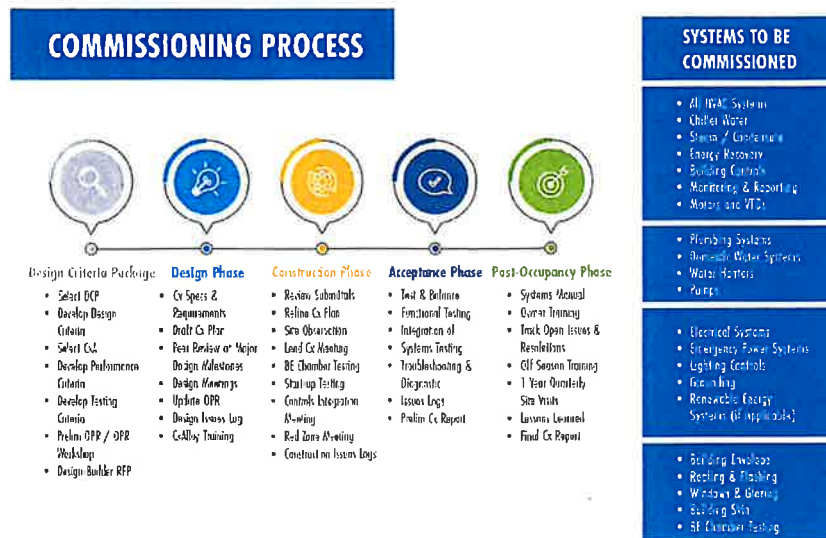 COMMISSIONING PROCESS
Design Criteria Package
• Select DCP
• Develop Design
Criteria
• Select CxA
• Develop Performance
Criteria
• Develop Testing
Criteria
• Prelim OPR / OPR
Workshop
• Design-Builder RFP
Design Phase
• Cx Specs &
Requirements
• Draft Cx Plan
• Peer Review at Major
Design Milestones
• Design Meetings
• Update OPR
• Design Issues Log
• CxAlloy Training
Construction Phase
• Review Submittals
• Refine Cx Plan
• Site Observation
• Lead Cx Meeting
• BE Chamber Testing
• Start-up Testing
• Controls Integration
Meeting
• Red Zone Meeting
• Construction Issues Logs
Acceptance Phase
• Test & Balance
• Functional Testing
• Integration of
• Systems Testing
• Troubleshooting &
Diagnostic
• Issues Logs
• Prelim Cx Report
Post-Occupancy Phase
• Systems Manual
• Owner Training
• Track Open Issues &
Resolutions
• Off Season Training
• 1 Year Quarterly
Site Visits
• Lessons Learned
• Final Cx Report
SYSTEMS TO BE
COMMISSIONED
• All HVAC Systems
• Chiller Water
• Steam / Condensate
• Energy Recovery
• Building Controls
• Monitoring & Reporting
• Motors and VFDs
• Plumbing Systems
• Domestic Water Systems
• Water Heaters
• Pumps
• Electrical Systems
• Emergency Power Systems
• Lighting Controls
• Grounding
• Renewable Energy
Systems (if applicable)
• Building Envelope
• Roofing & Flashing
• Windows & Glazing
• Building Skin
• BE Chamber Testing